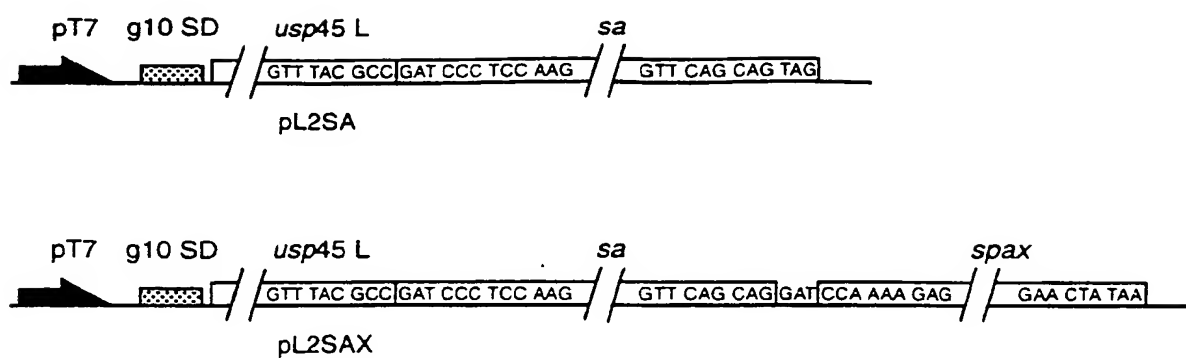 pT7 g10 SD usp45 L sa
GTT TAC GCC GAT CCC TCC AAG GTT CAG CAG TAG
pL2SA
pT7 g10 SD usp45 L sa spax
GTT TAC GCC GAT CCC TCC AAG GTT CAG CAG GAT CCA AAA GAG GAA CTA TAA
pL2SAX